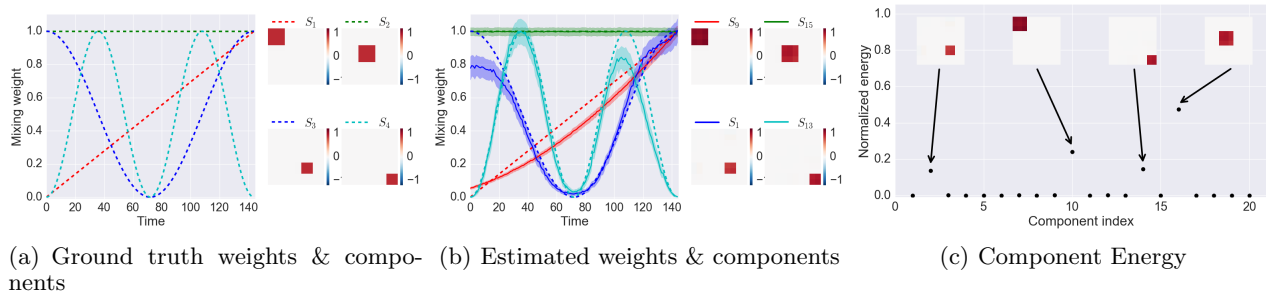 S1 S2
1.0
0.8
0.6
0.4
0.2
0.0
Mixing weight
0 20 40 60 80 100 120 140
Time
1
0
−1
1
0
−1
S3 S4
1
0
−1
1
0
−1
S9 S15
1.0
0.8
0.6
0.4
0.2
0.0
Mixing weight
0 20 40 60 80 100 120 140
Time
1
0
−1
1
0
−1
S1 S13
1
0
−1
1
0
−1
1.0
0.8
0.6
0.4
0.2
0.0
Normalized energy
0 5 10 15 20
Component index
(a) Ground truth weights & compo-
nents
(b) Estimated weights & components
(c) Component Energy